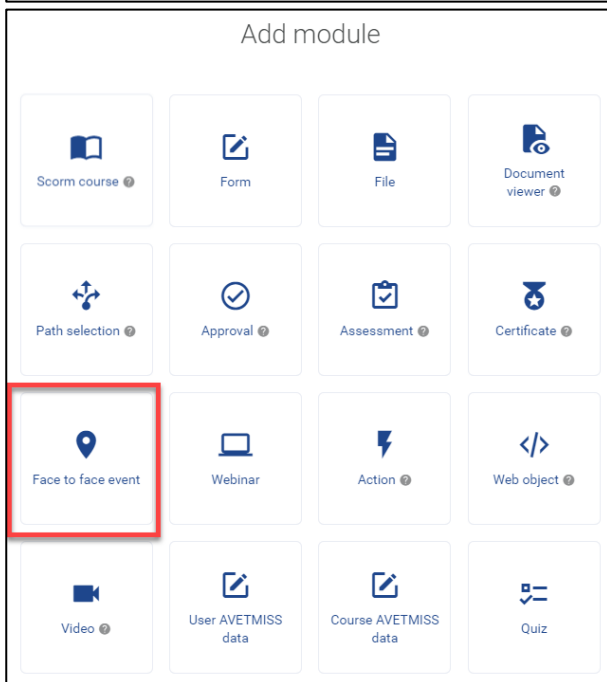 Add module
Scorm course
Form
File
Document
viewer
Path selection
Approval
Assessment
Certificate
Face to face event
Webinar
Action
Web object
Video
User AVETMISS
data
Course AVETMISS
data
Quiz